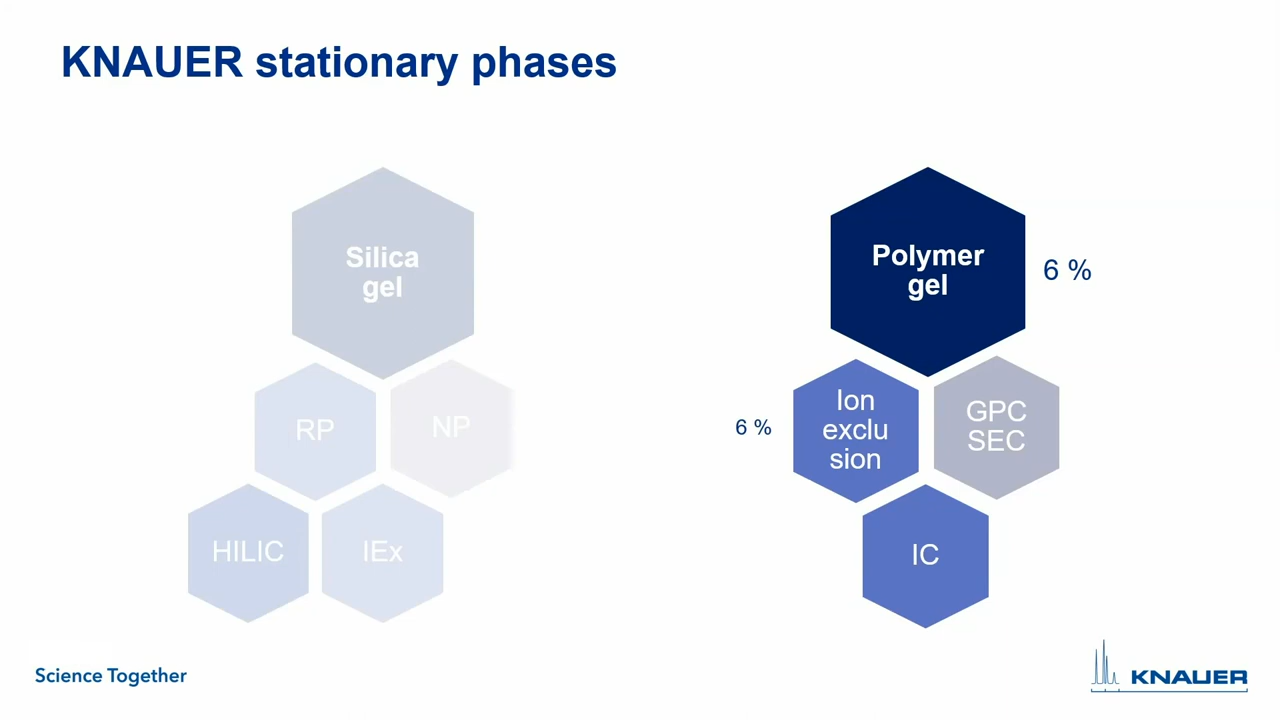 KNAUER stationary phases
Silica
gel
RP
NP
HILIC
IEx
Polymer
gel
6 %
6 %
Ion
exclu
sion
GPC
SEC
IC
Science Together
KNAUER